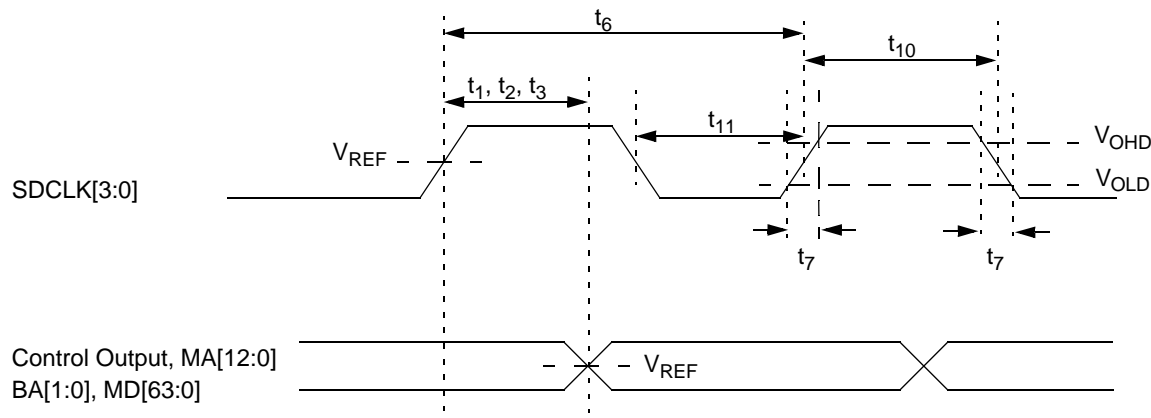 t6
t10
t1, t2, t3
t11
VREF
VOHD
VOLD
SDCLK[3:0]
t7
t7
Control Output, MA[12:0]
BA[1:0], MD[63:0]
VREF